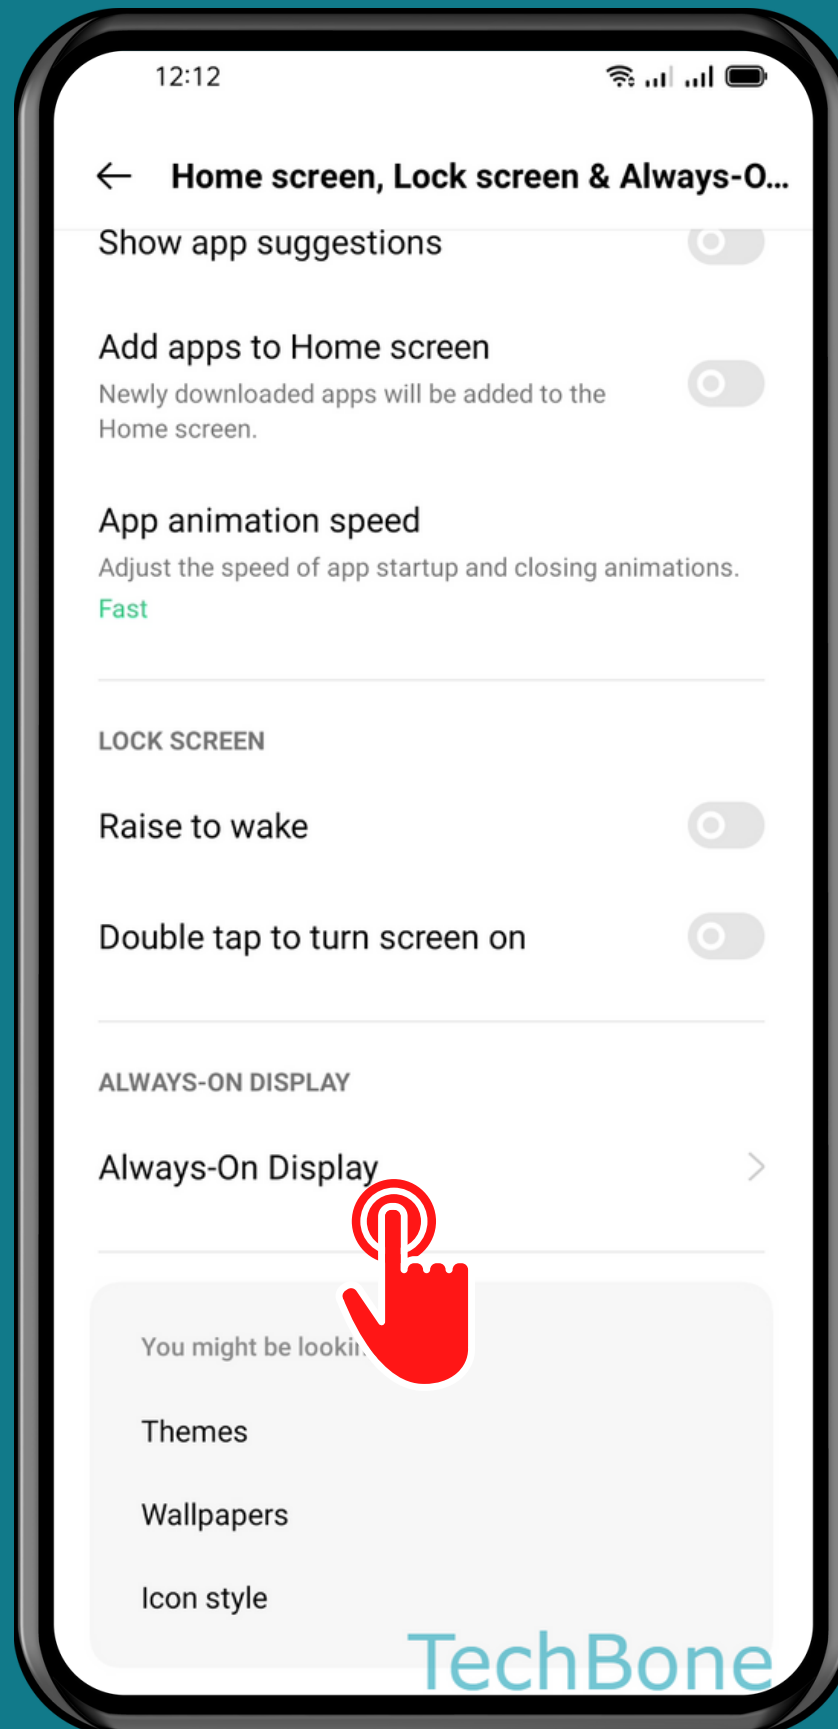 12:12
Home screen, Lock screen & Always-O...
Show app suggestions
Add apps to Home screen
Newly downloaded apps will be added to the
Home screen.
App animation speed
Adjust the speed of app startup and closing animations.
Fast
LOCK SCREEN
Raise to wake
Double tap to turn screen on
ALWAYS-ON DISPLAY
Always-On Display
You might be
Themes
Wallpapers
Icon style
TechBone